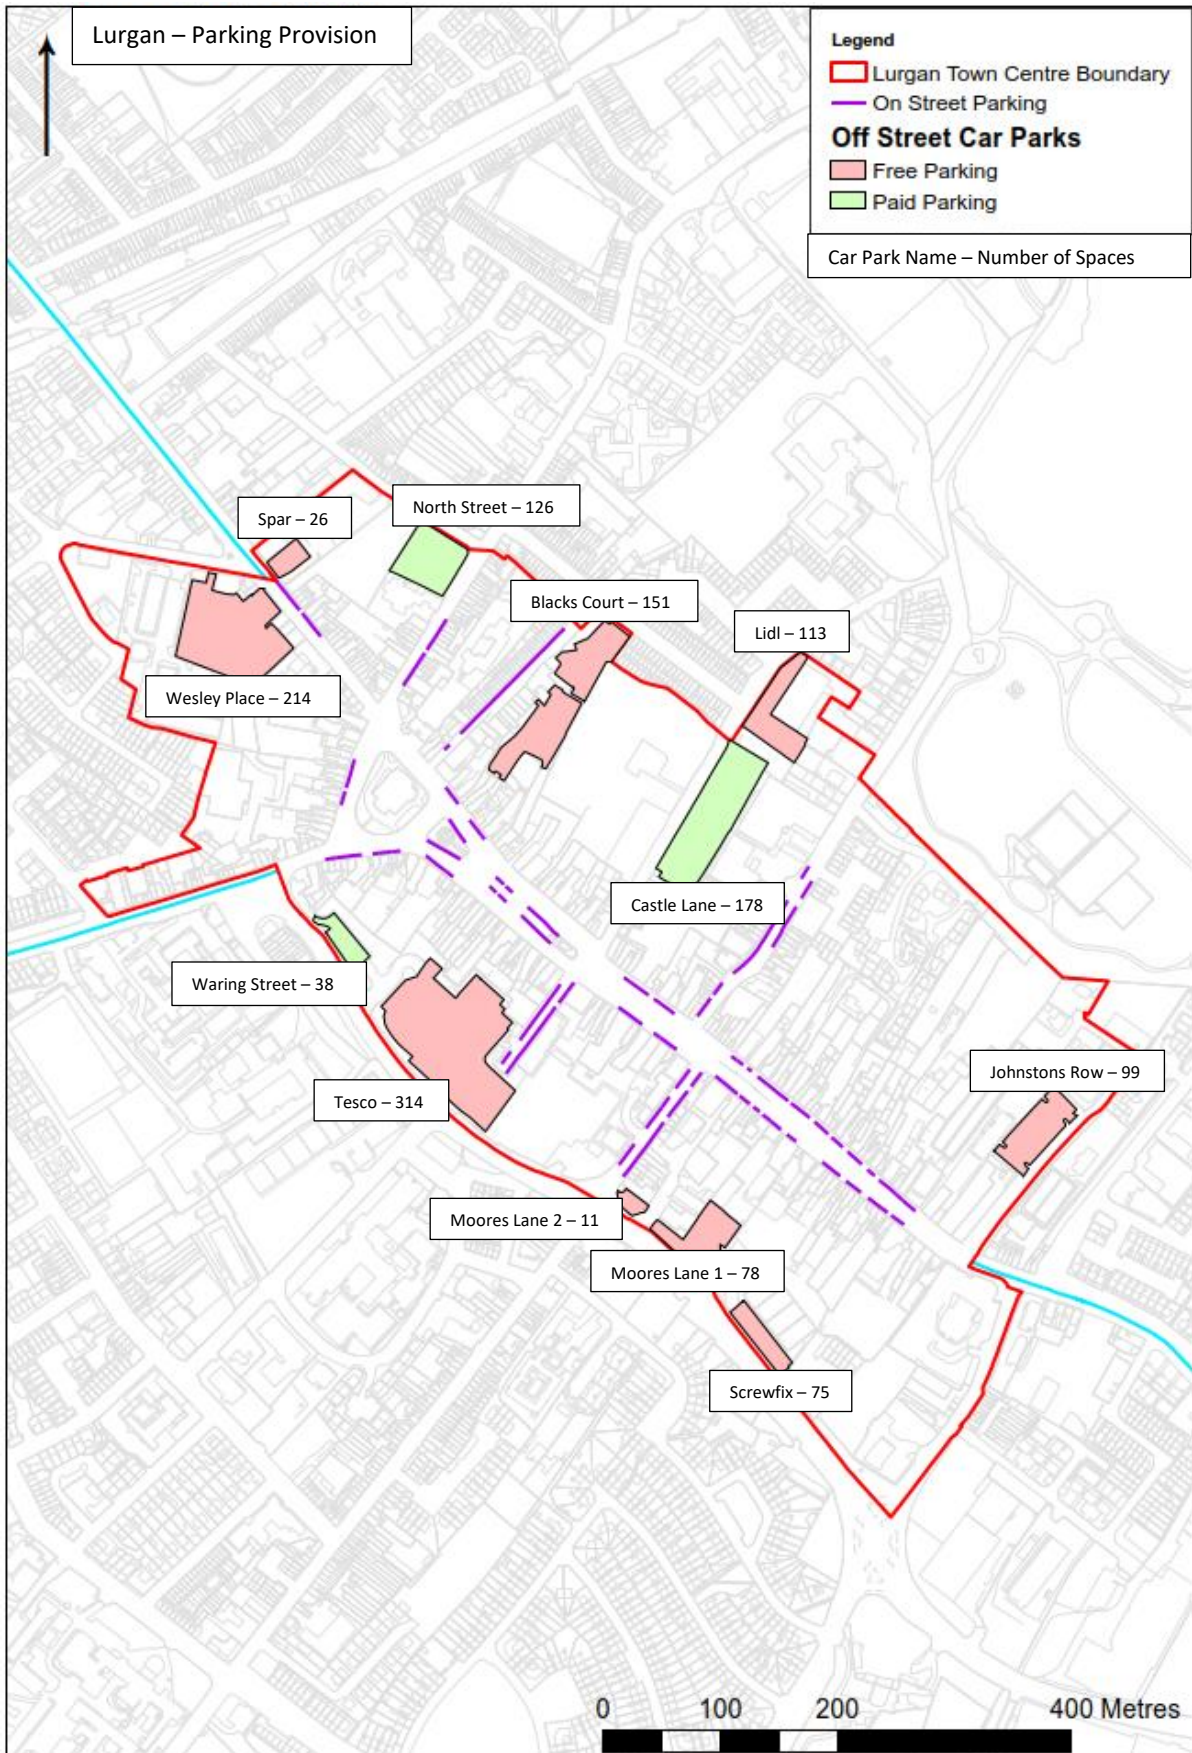 Lurgan – Parking Provision
Legend
Lurgan Town Centre Boundary
On Street Parking
Off Street Car Parks
Free Parking
Paid Parking
Car Park Name – Number of Spaces
North Street – 126
Spar – 26
Blacks Court – 151
Lidl – 113
Wesley Place – 214
Castle Lane – 178
Waring Street – 38
Johnstons Row – 99
Tesco – 314
Moores Lane 2 – 11
Moores Lane 1 – 78
Screwfix – 75
0 100 200 400 Metres